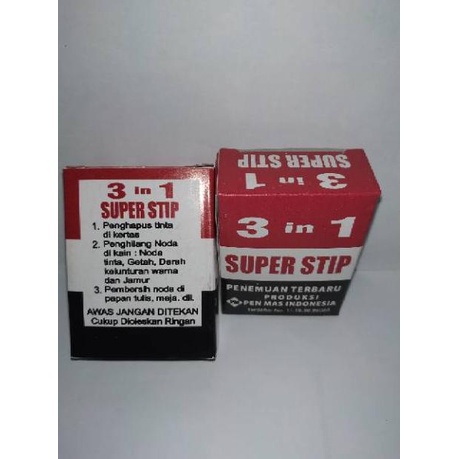 3 in 1
SUPER STIP
1. Penghapus tinta
di kertas
2. Penghilang Noda
di kain : Noda
tinta, Getah, Darah
kelunturan warna
dan Jamur
3. Pembersih noda di
papan tulis, meja, dll.
AWAS JANGAN DITEKAN
Cukup Dioleskan Ringan
SUPER STIP
3 in 1
3 in 1
SUPER STIP
PENEMUAN TERBARU
PRODUKSI
PEN MAS INDONESIA